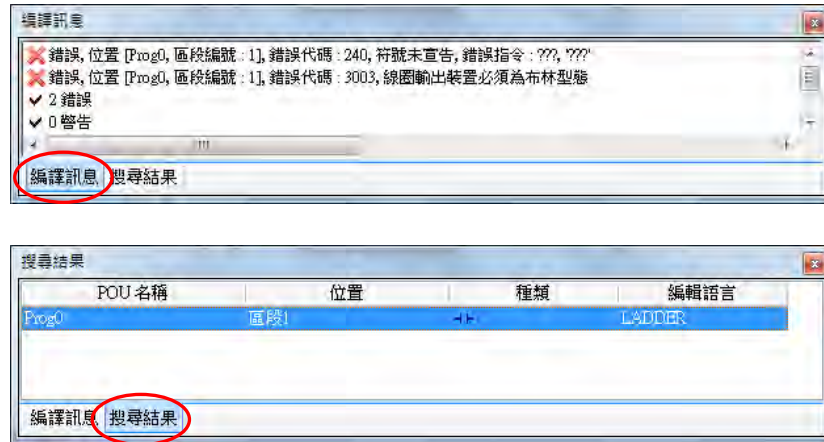 編譯訊息
錯誤, 位置 [Prog0, 區段編號 : 1], 錯誤代碼 : 240, 符號未宣告, 錯誤指令 : ???, '???'
錯誤, 位置 [Prog0, 區段編號 : 1], 錯誤代碼 : 3003, 線圈輸出裝置必須為布林型態
2 錯誤
0 警告
編譯訊息 搜尋結果
搜尋結果
POU 名稱 位置 種類 編輯語言
Prog0 區段1 LADDER
編譯訊息 搜尋結果